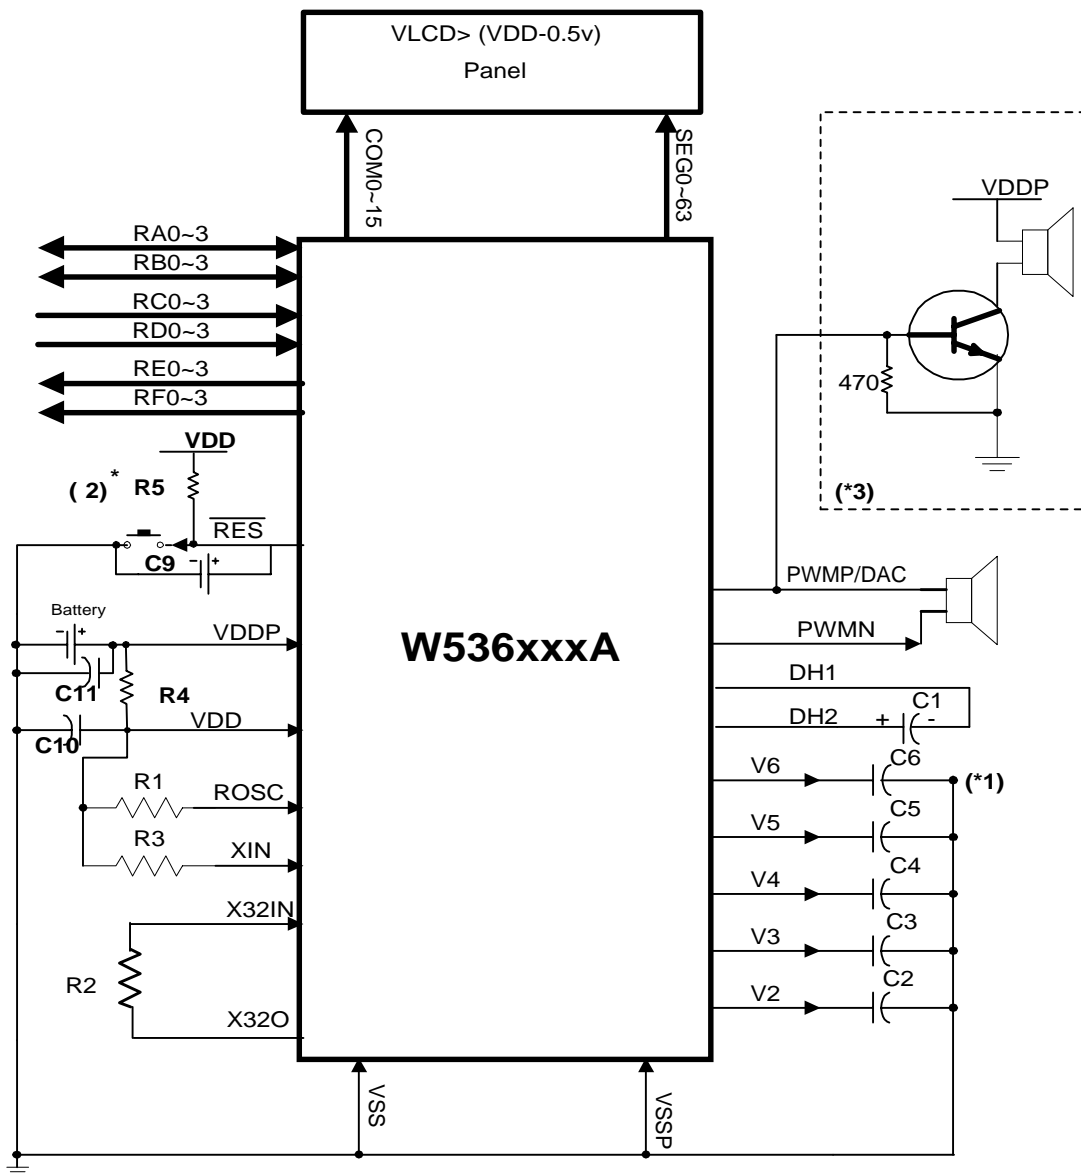 VLCD> (VDD-0.5v)
Panel
COM0~15
SEG0~63
VDDP
RA0~3
RB0~3
RC0~3
RD0~3
RE0~3
RF0~3
470
(*3)
VDD
( 2)* R5
RES
C9
- +
Battery
- +
VDDP
C11
R4
VDD
C10
R1
ROSC
R3
XIN
X32IN
R2
X32O
W536xxxA
PWMP/DAC
PWMN
DH1
DH2
+ C1 -
V6
C6
(*1)
V5
C5
V4
C4
V3
C3
V2
C2
VSS
VSSP